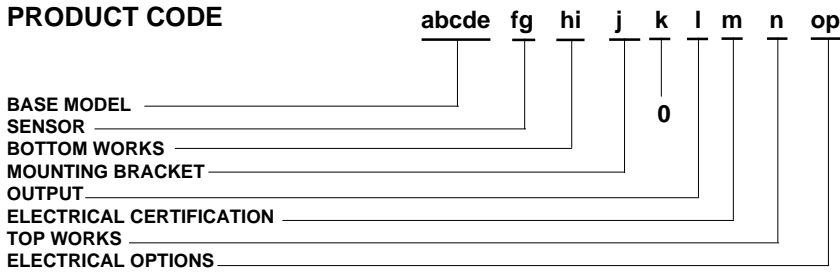 PRODUCT CODE abcde fg hi j k l m n op
BASE MODEL
0
SENSOR
BOTTOM WORKS
MOUNTING BRACKET
OUTPUT
ELECTRICAL CERTIFICATION
TOP WORKS
ELECTRICAL OPTIONS